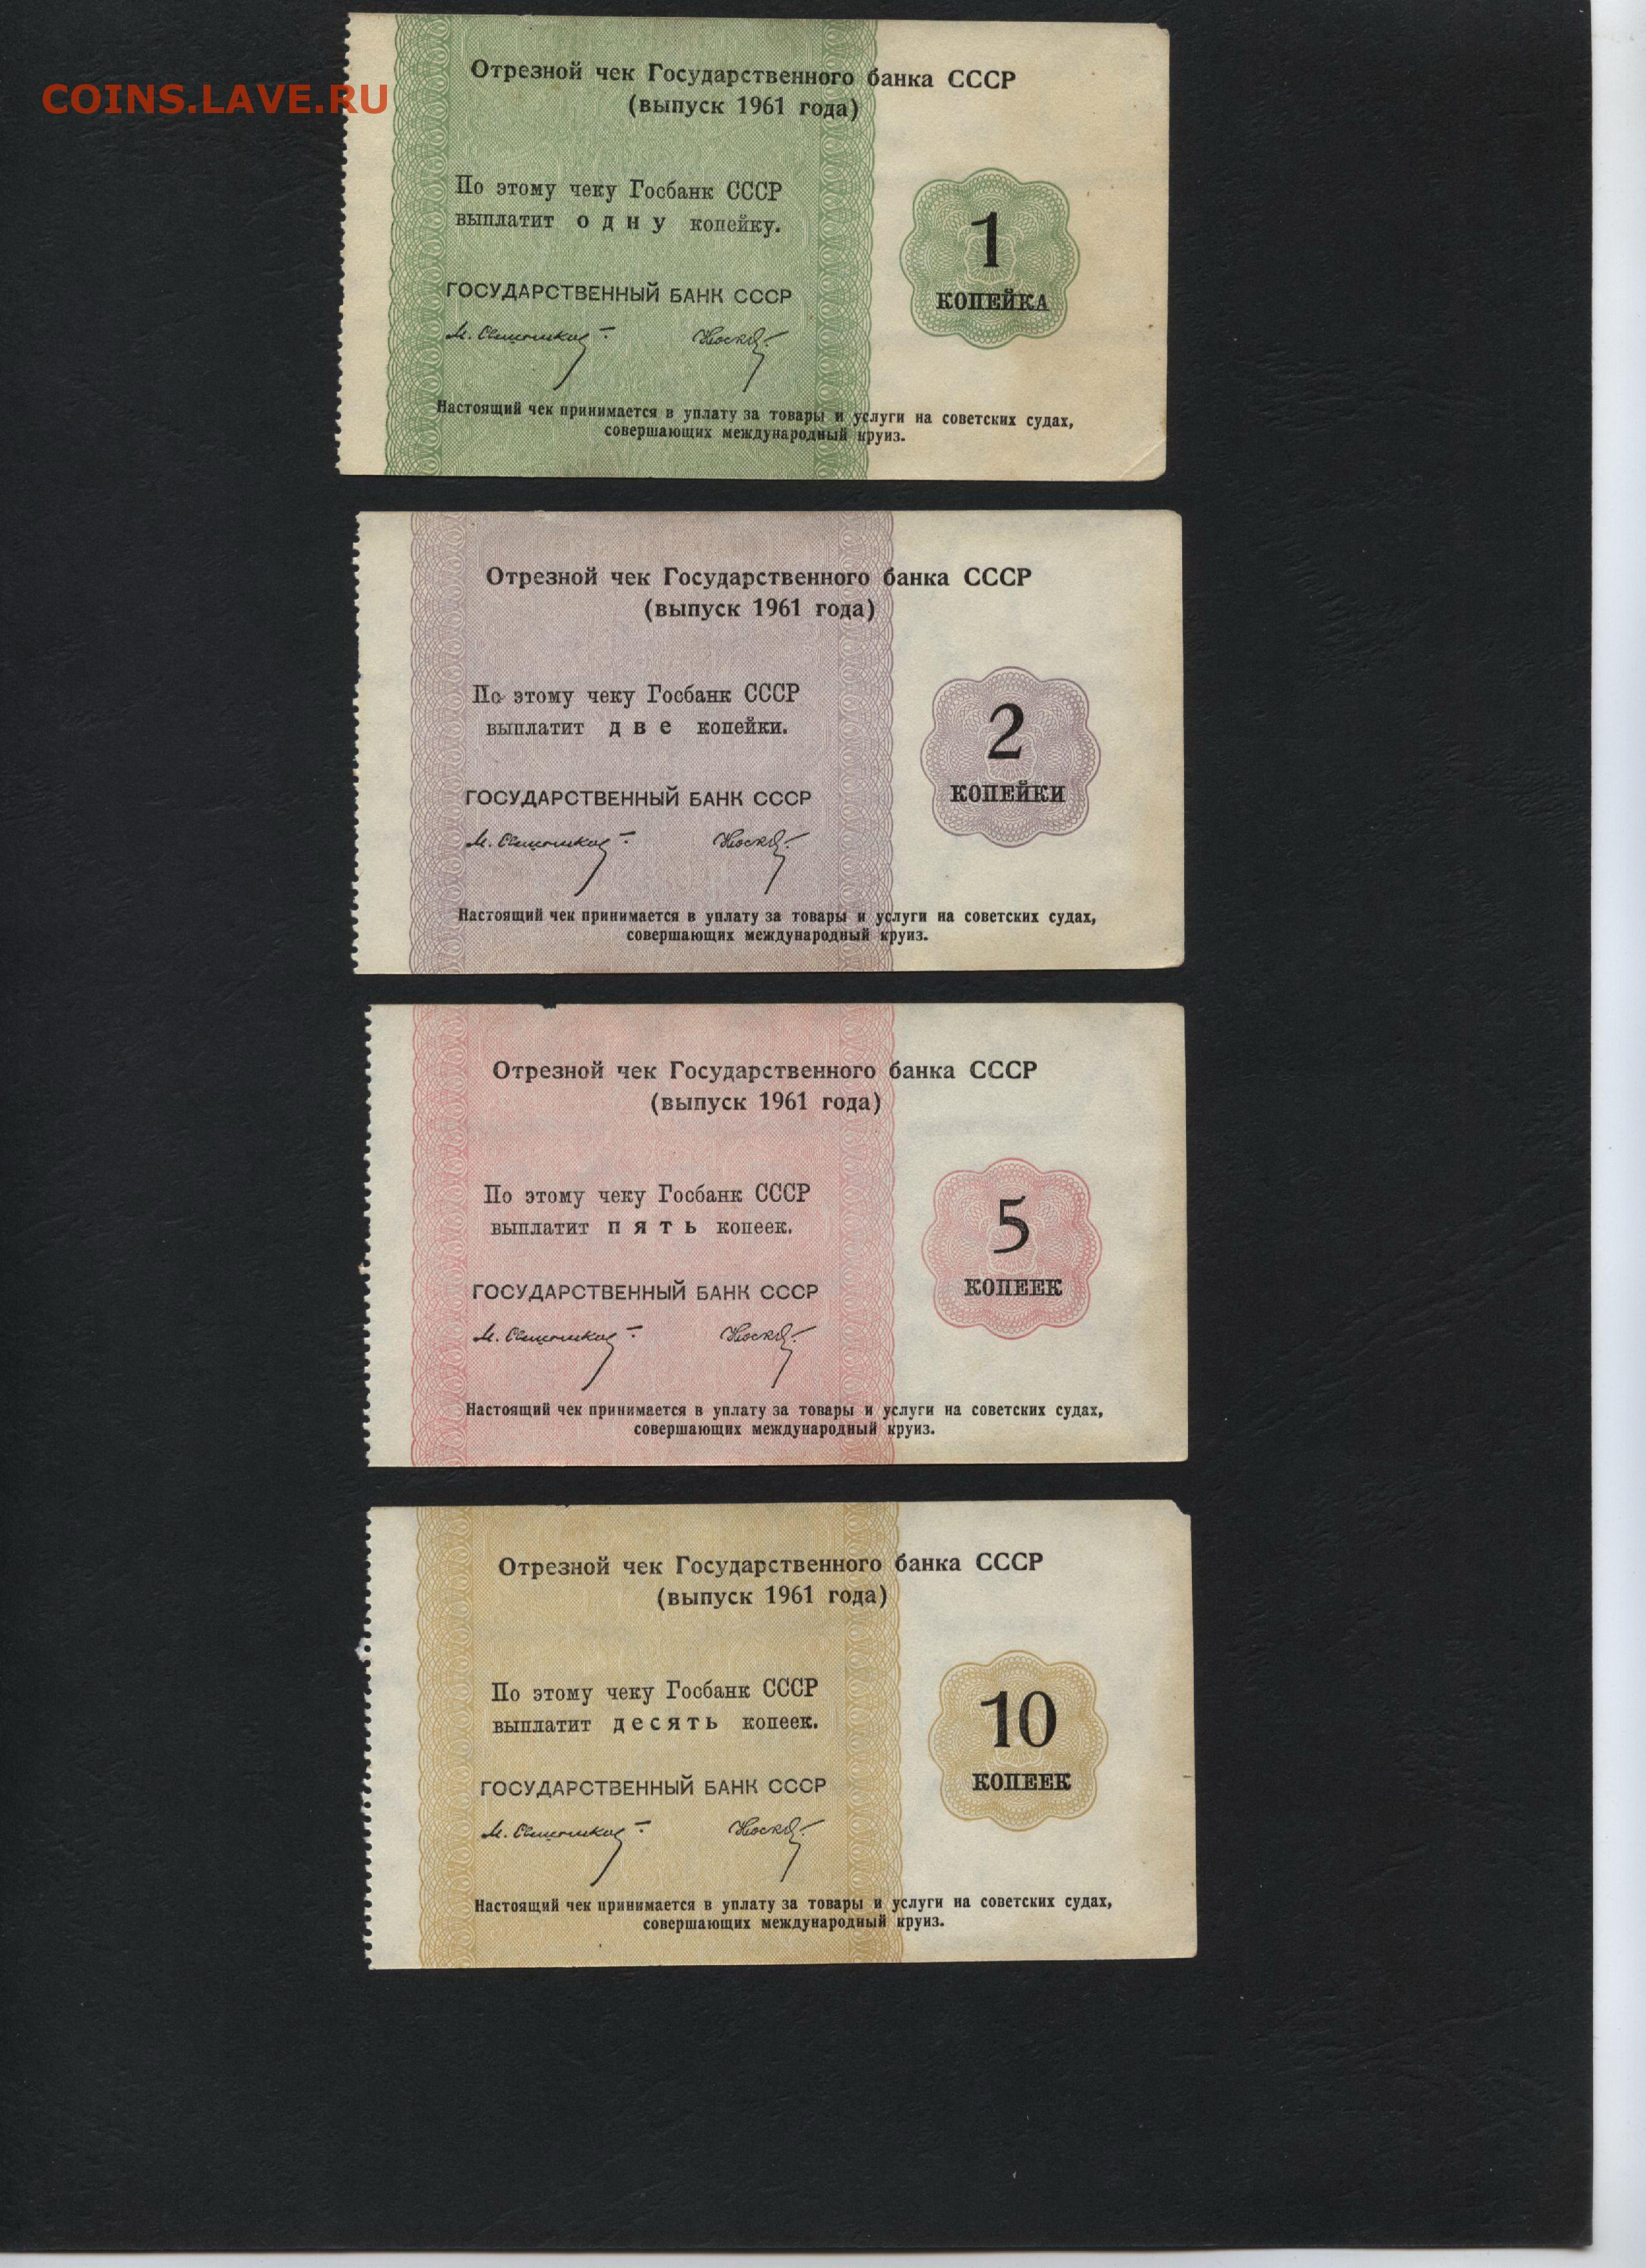 COINS.LAVE.RU
Отрезной чек Государственного банка СССР
(выпуск 1961 года)
По этому чеку Госбанк СССР
выплатит одну копейку.
ГОСУДАРСТВЕННЫЙ БАНК СССР
1
КОПЕЙКА
Настоящий чек принимается в уплату за товары и услуги на советских судах,
совершающих международный круиз.
Отрезной чек Государственного банка СССР
(выпуск 1961 года)
По этому чеку Госбанк СССР
выплатит две копейки.
ГОСУДАРСТВЕННЫЙ БАНК СССР
2
КОПЕЙКИ
Настоящий чек принимается в уплату за товары и услуги на советских судах,
совершающих международный круиз.
Отрезной чек Государственного банка СССР
(выпуск 1961 года)
По этому чеку Госбанк СССР
выплатит пять копеек.
ГОСУДАРСТВЕННЫЙ БАНК СССР
5
КОПЕЕК
Настоящий чек принимается в уплату за товары и услуги на советских судах,
совершающих международный круиз.
Отрезной чек Государственного банка СССР
(выпуск 1961 года)
По этому чеку Госбанк СССР
выплатит десять копеек.
ГОСУДАРСТВЕННЫЙ БАНК СССР
10
КОПЕЕК
Настоящий чек принимается в уплату за товары и услуги на советских судах,
совершающих международный круиз.